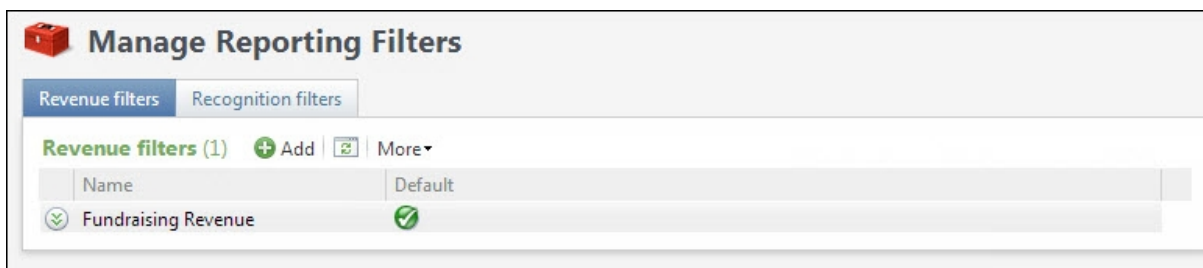 Manage Reporting Filters
Revenue filters Recognition filters
Revenue filters (1) Add More
Name Default
Fundraising Revenue